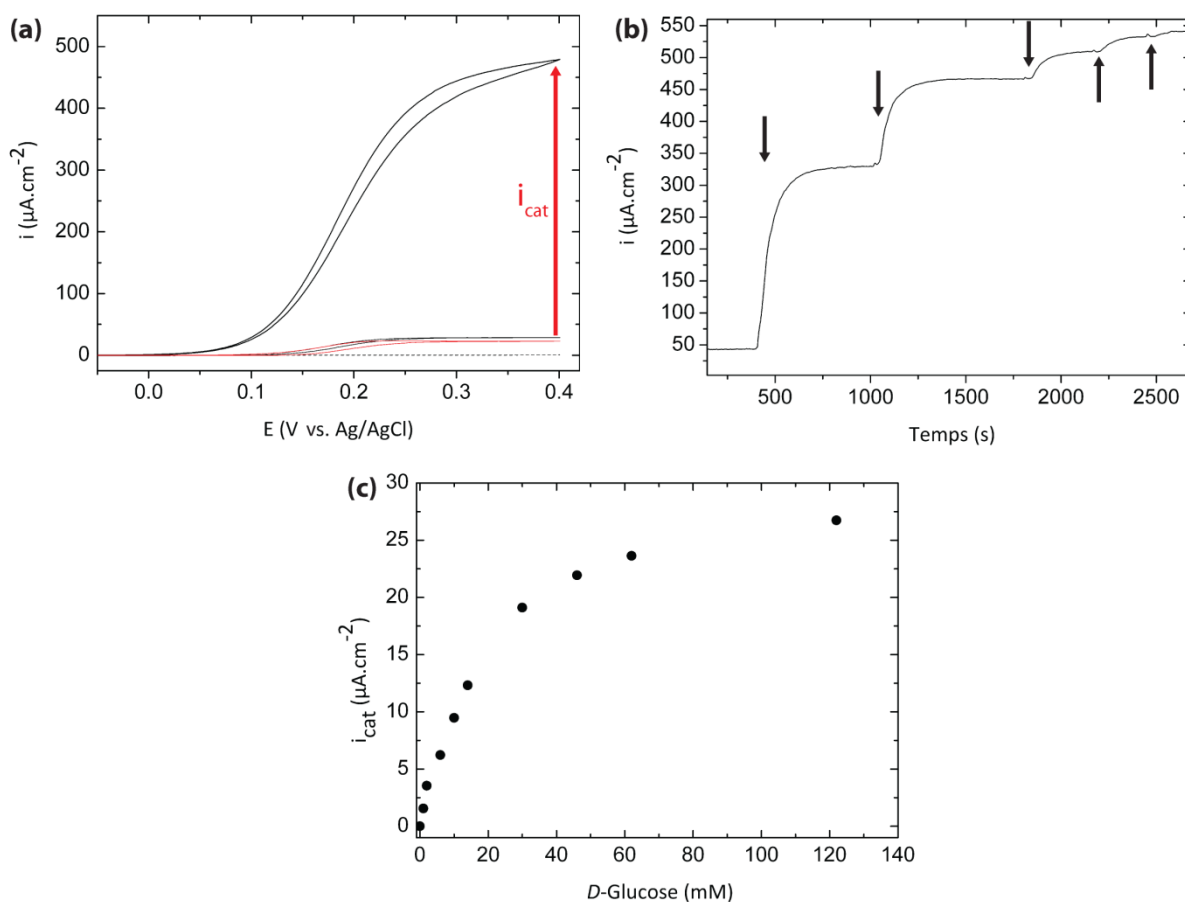 (a)
500
400
300
200
100
0
i (µA.cm-2)
icat
0.0 0.1 0.2 0.3 0.4
E (V vs. Ag/AgCl)
(b)
550
500
450
400
350
300
250
200
150
100
50
i (µA.cm-2)
500 1000 1500 2000 2500
Temps (s)
(c)
30
25
20
15
10
5
0
icat (µA.cm-2)
0 20 40 60 80 100 120 140
D-Glucose (mM)